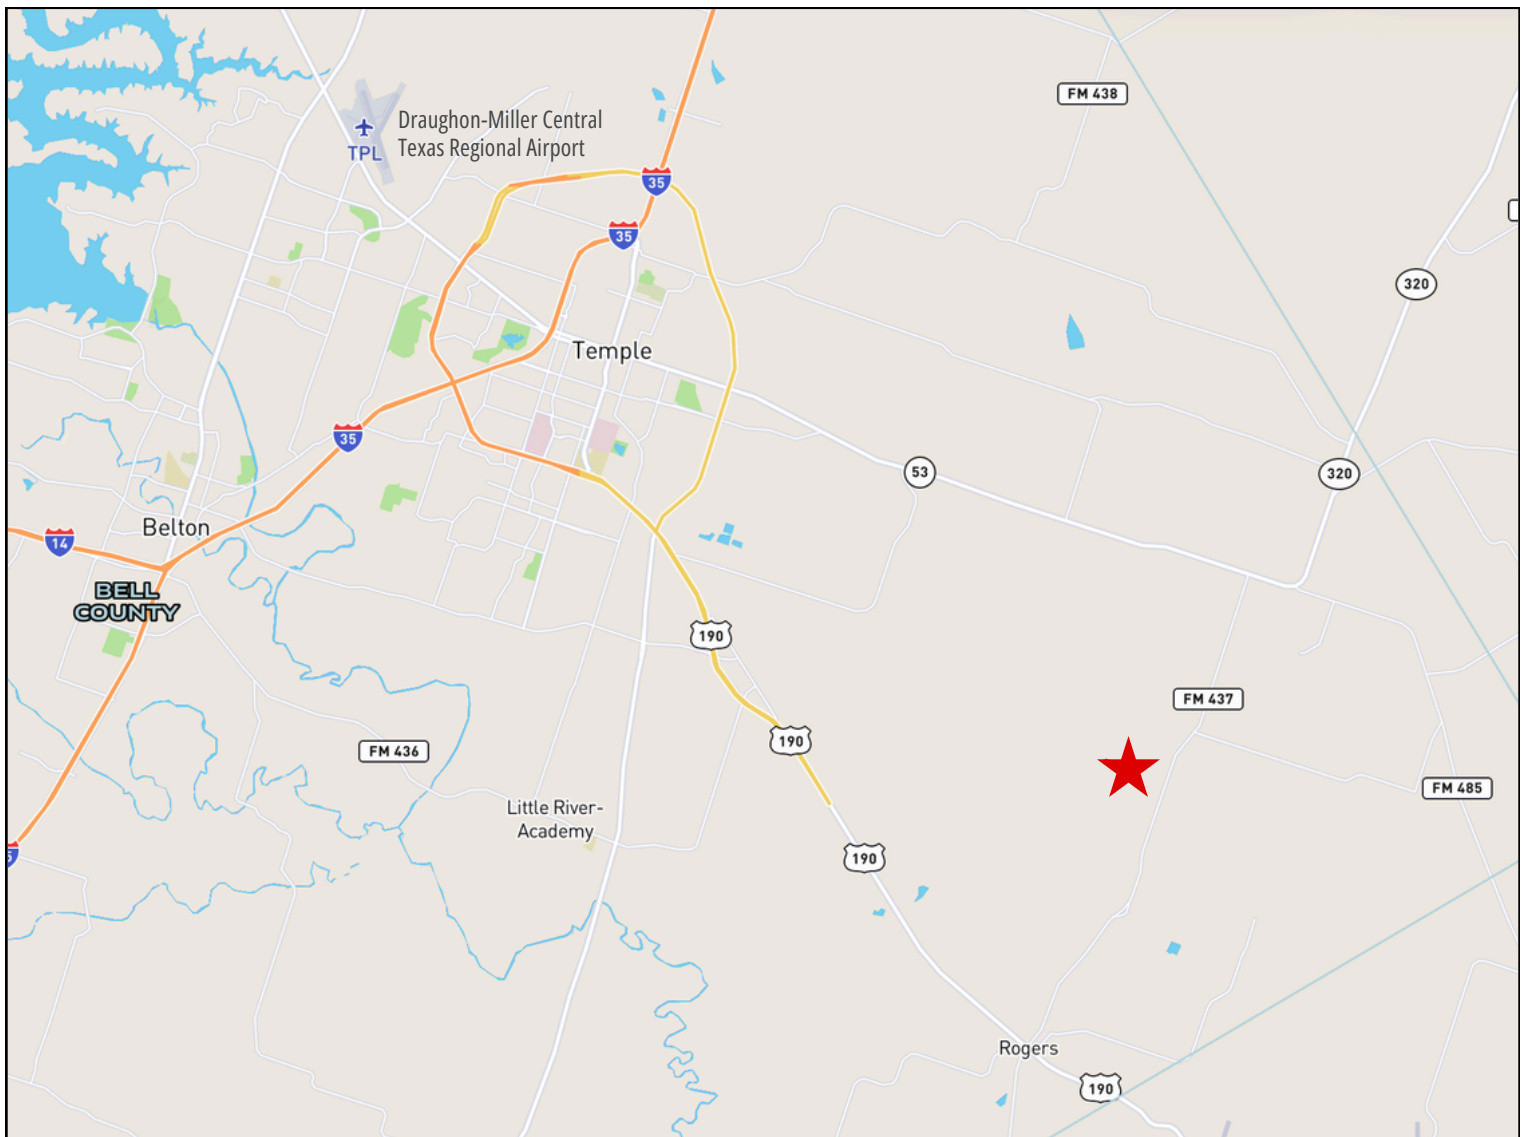 FM 438
Draughon-Miller Central
Texas Regional Airport
TPL
35
35
320
Temple
35
53
320
Belton
14
BELL
COUNTY
190
FM 437
190
FM 436
FM 485
Little River-
Academy
190
Rogers
190